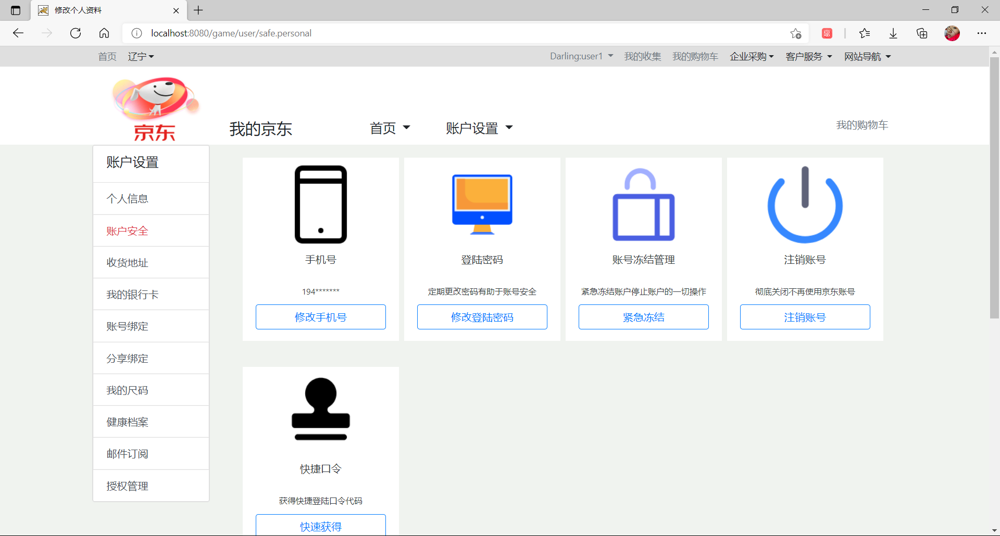 修改个人资料
localhost:8080/game/user/safe.personal
惠
首页 辽宁 Darling:user1 我的收集 我的购物车 企业采购 客户服务 网站导航
京东
我的京东 首页 账户设置 我的购物车
账户设置
个人信息
账户安全
收货地址
我的银行卡
账号绑定
分享绑定
我的尺码
健康档案
邮件订阅
授权管理
手机号
194*******
修改手机号
登陆密码
定期更改密码有助于账号安全
修改登陆密码
账号冻结管理
紧急冻结账户停止账户的一切操作
紧急冻结
注销账号
彻底关闭不再使用京东账号
注销账号
快捷口令
获得快捷登陆口令代码
快速获得